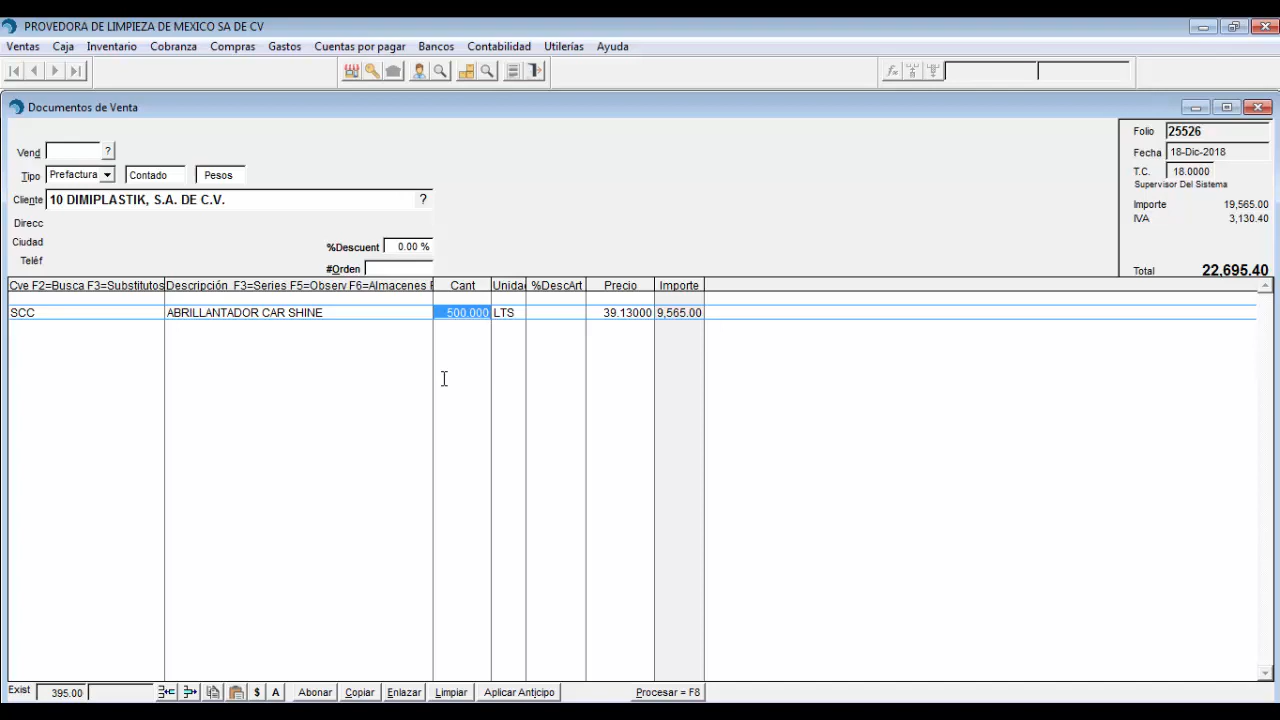 PROVEDORA DE LIMPIEZA DE MEXICO SA DE CV
Ventas Caja Inventario Cobranza Compras Gastos Cuentas por pagar Bancos Contabilidad Utilerías Ayuda
Documentos de Venta
Vend ?
Tipo Prefactura Contado Pesos
Cliente 10 DIMIPLASTIK, S.A. DE C.V. ?
Direcc
Ciudad
%Descuent 0.00 %
Teléf
#Orden
Folio 25526
Fecha 18-Dic-2018
T.C. 18.0000
Supervisor Del Sistema
Importe 19,565.00
IVA 3,130.40
Total 22,695.40
Cve F2=Busca F3=Substitutos Descripción F3=Series F5=Observ F6=Almacenes Cant Unidad %DescArt Precio Importe
SCC ABRILLANTADOR CAR SHINE 500.000 LTS 39.13000 9,565.00
Exist 395.00 $ A Abonar Copiar Enlazar Limpiar Aplicar Anticipo Procesar = F8